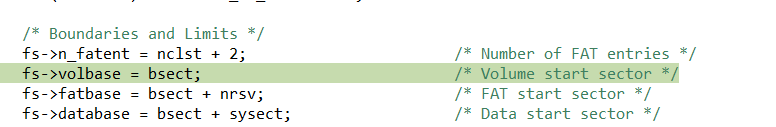 /* Boundaries and Limits */
fs->n_fatent = nclst + 2; /* Number of FAT entries */
fs->volbase = bsect; /* Volume start sector */
fs->fatbase = bsect + nrsv; /* FAT start sector */
fs->database = bsect + sysect; /* Data start sector */